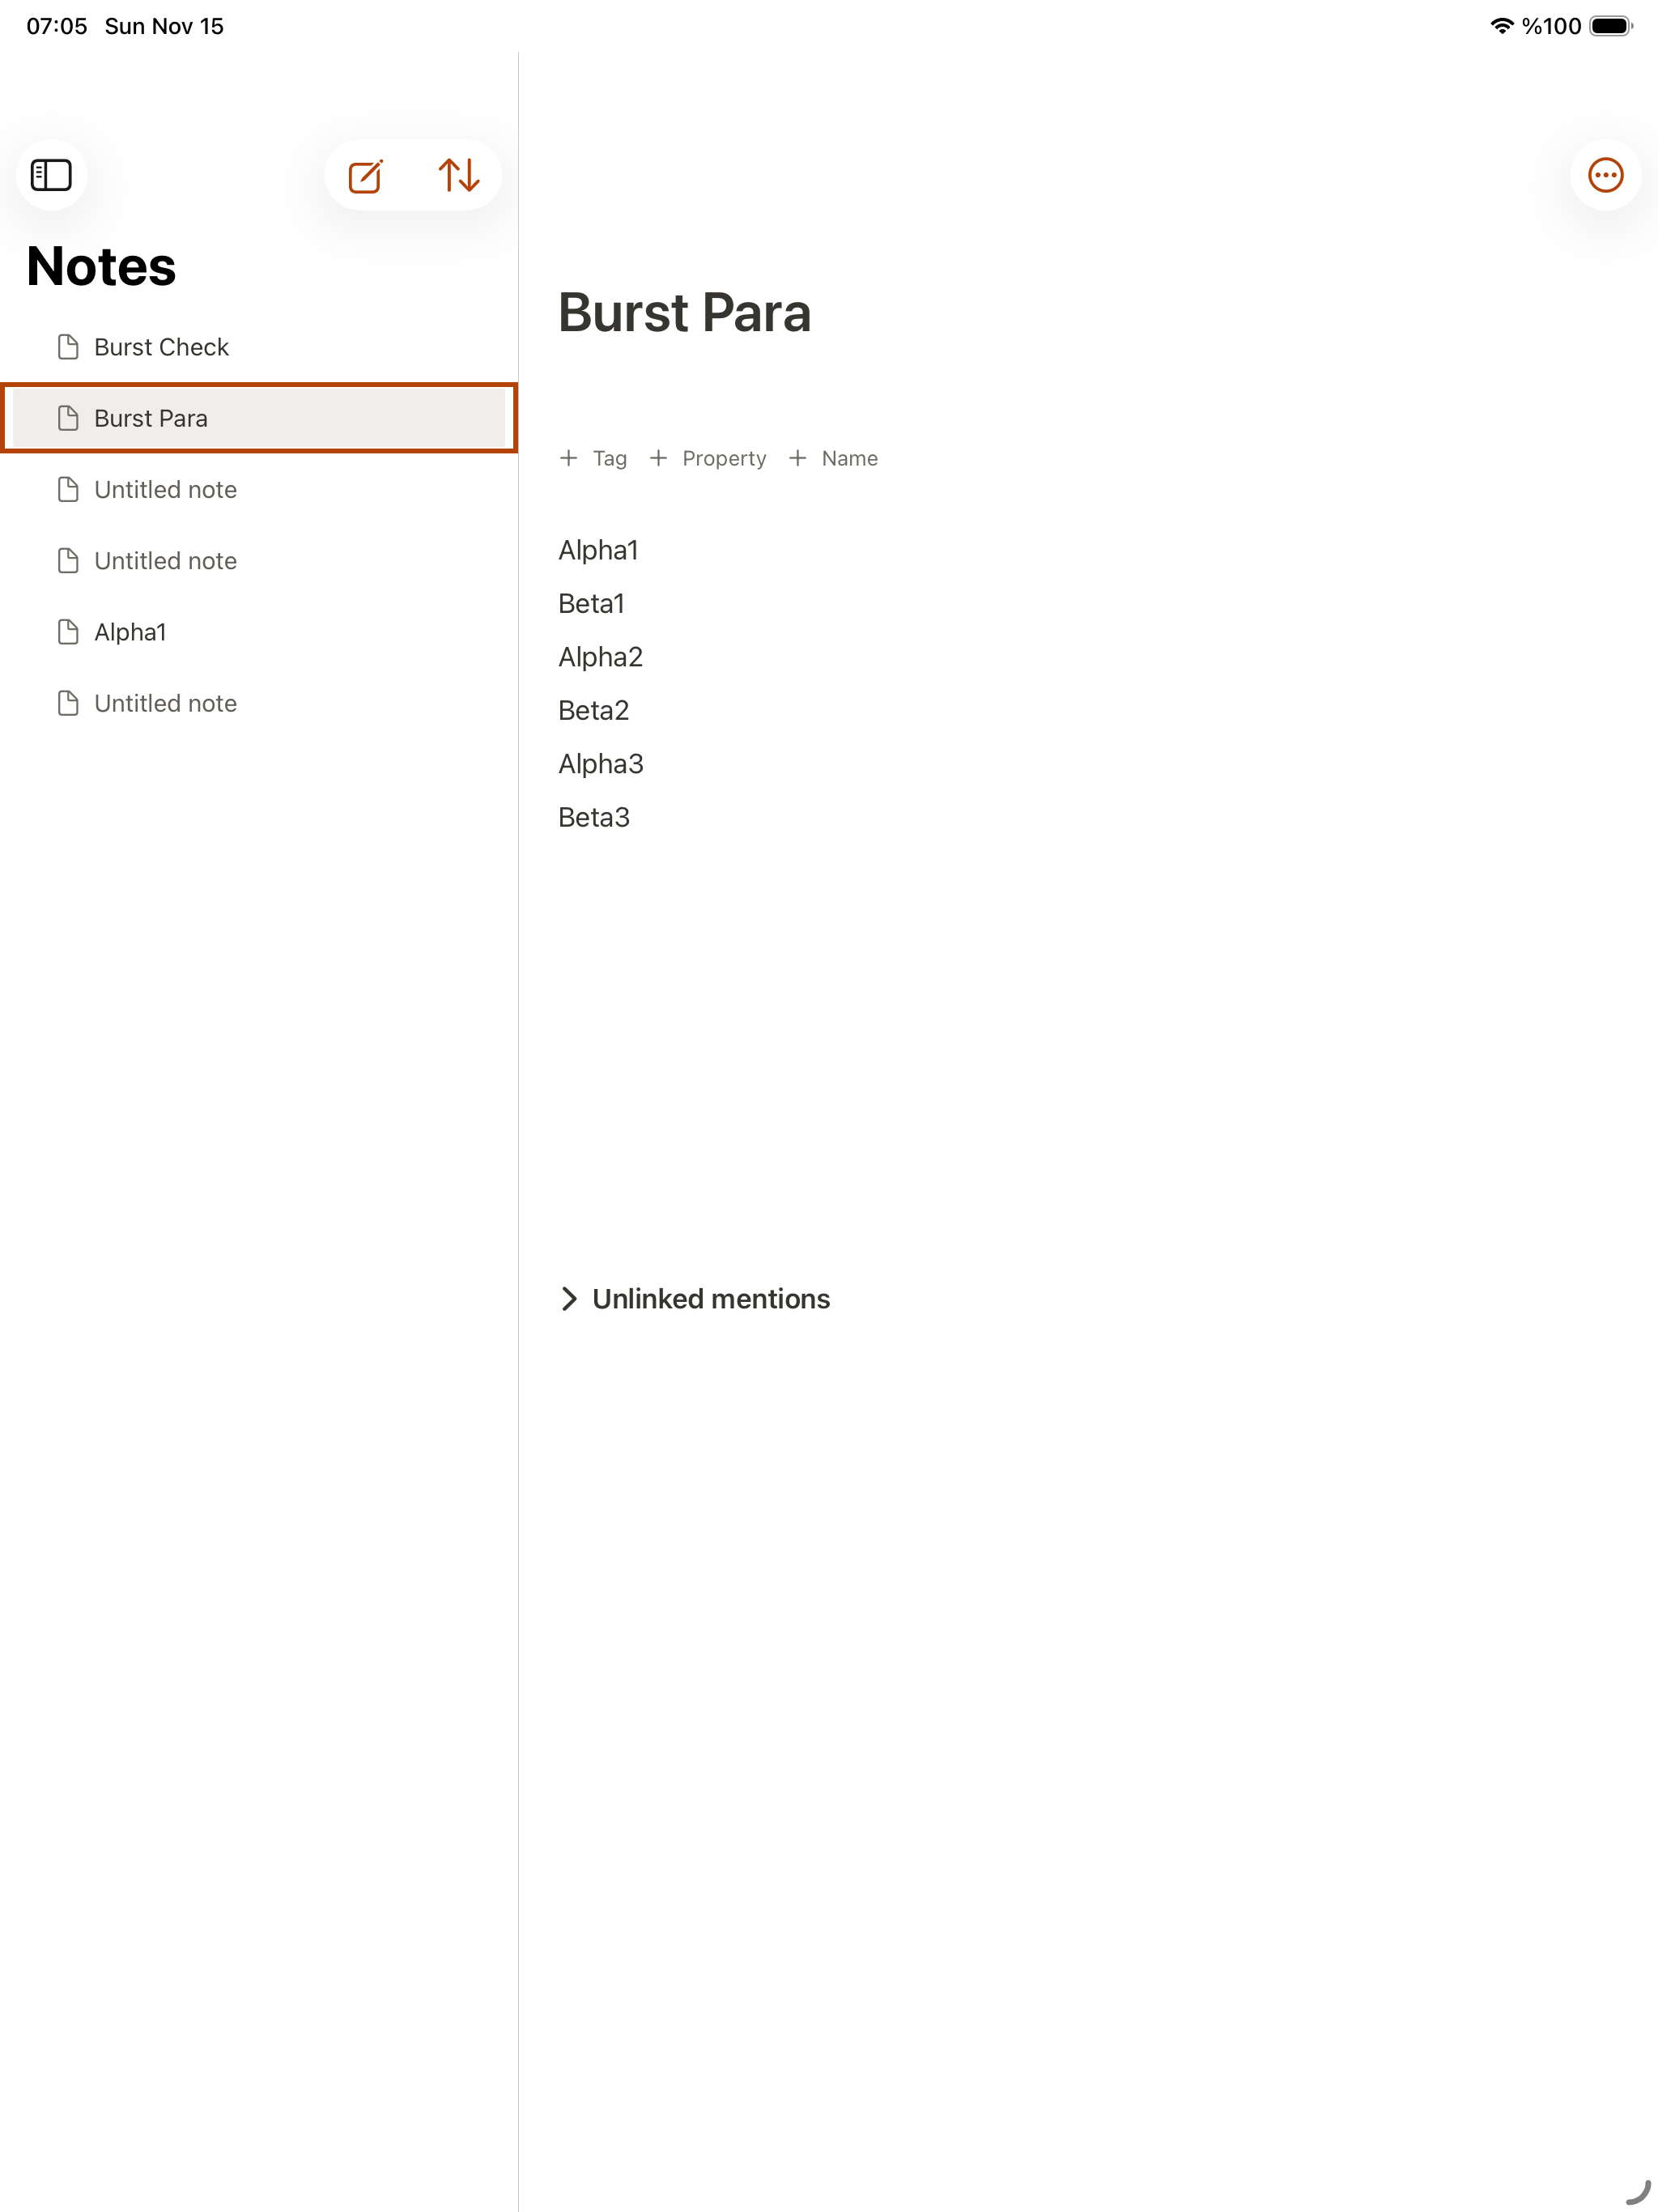 07:05 Sun Nov 15
%100
Notes
Burst Check
Burst Para
Untitled note
Untitled note
Alpha1
Untitled note
Burst Para
Tag Property Name
Alpha1
Beta1
Alpha2
Beta2
Alpha3
Beta3
Unlinked mentions